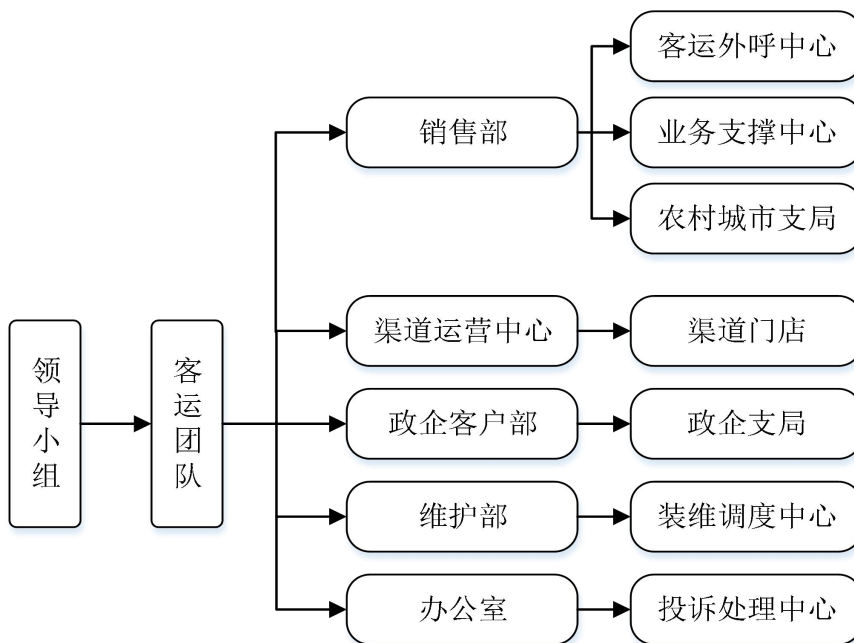 领导小组
客运团队
销售部
客运外呼中心
业务支撑中心
农村城市支局
渠道运营中心
渠道门店
政企客户部
政企支局
维护部
装维调度中心
办公室
投诉处理中心